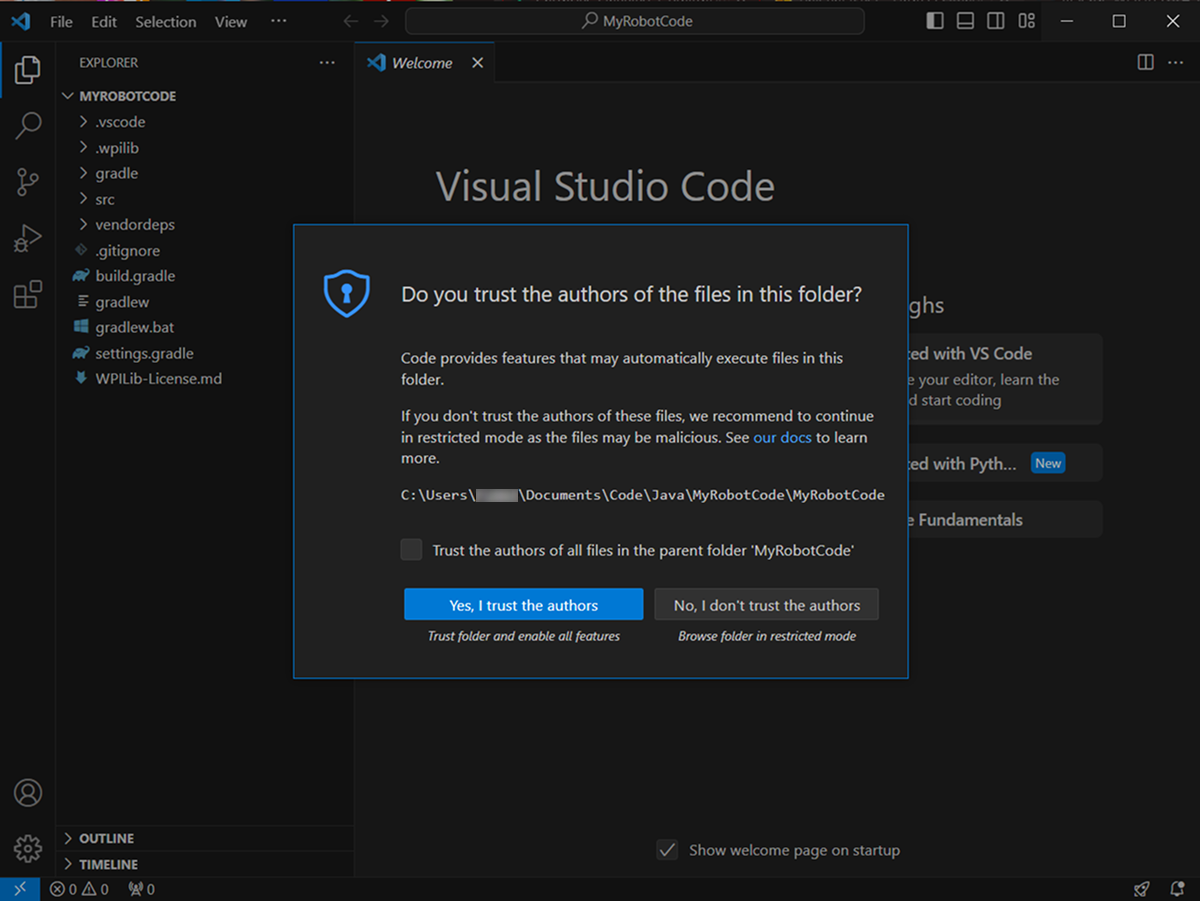 File Edit Selection View ··· MyRobotCode
EXPLORER ···
Welcome
MYROBOTCODE
.vscode
.wpilib
gradle
src
vendordeps
.gitignore
build.gradle
gradlew
gradlew.bat
settings.gradle
WPILib-License.md
Visual Studio Code
Do you trust the authors of the files in this folder?
Code provides features that may automatically execute files in this
folder.
If you don't trust the authors of these files, we recommend to continue
in restricted mode as the files may be malicious. See our docs to learn
more.
C:\Users\ \Documents\Code\Java\MyRobotCode\MyRobotCode
Trust the authors of all files in the parent folder 'MyRobotCode'
Yes, I trust the authors
No, I don't trust the authors
Trust folder and enable all features
Browse folder in restricted mode
ghs
ted with VS Code
e your editor, learn the
d start coding
ted with Pyth... New
e Fundamentals
Show welcome page on startup
OUTLINE
TIMELINE
0 0 0